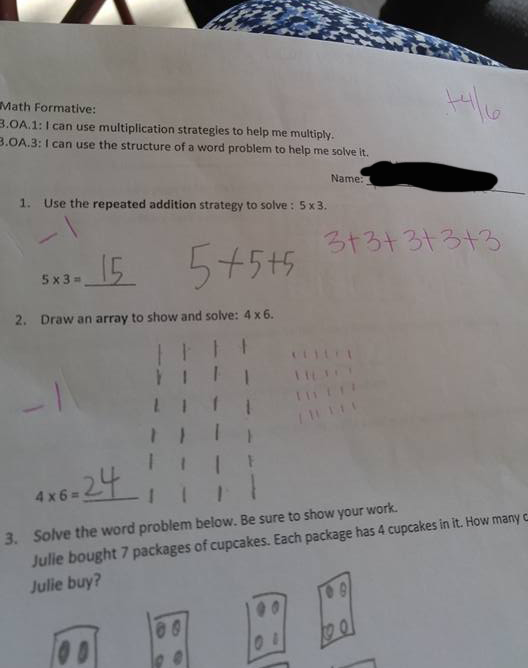 +4/6
Math Formative:
3.OA.1: I can use multiplication strategies to help me multiply.
3.OA.3: I can use the structure of a word problem to help me solve it.
Name:
1. Use the repeated addition strategy to solve : 5 x 3.
-1
3+3+3+3+3
5 x 3 = 15 5+5+5
2. Draw an array to show and solve: 4 x 6.
-1
4 x 6 = 24
3. Solve the word problem below. Be sure to show your work.
Julie bought 7 packages of cupcakes. Each package has 4 cupcakes in it. How many
Julie buy?